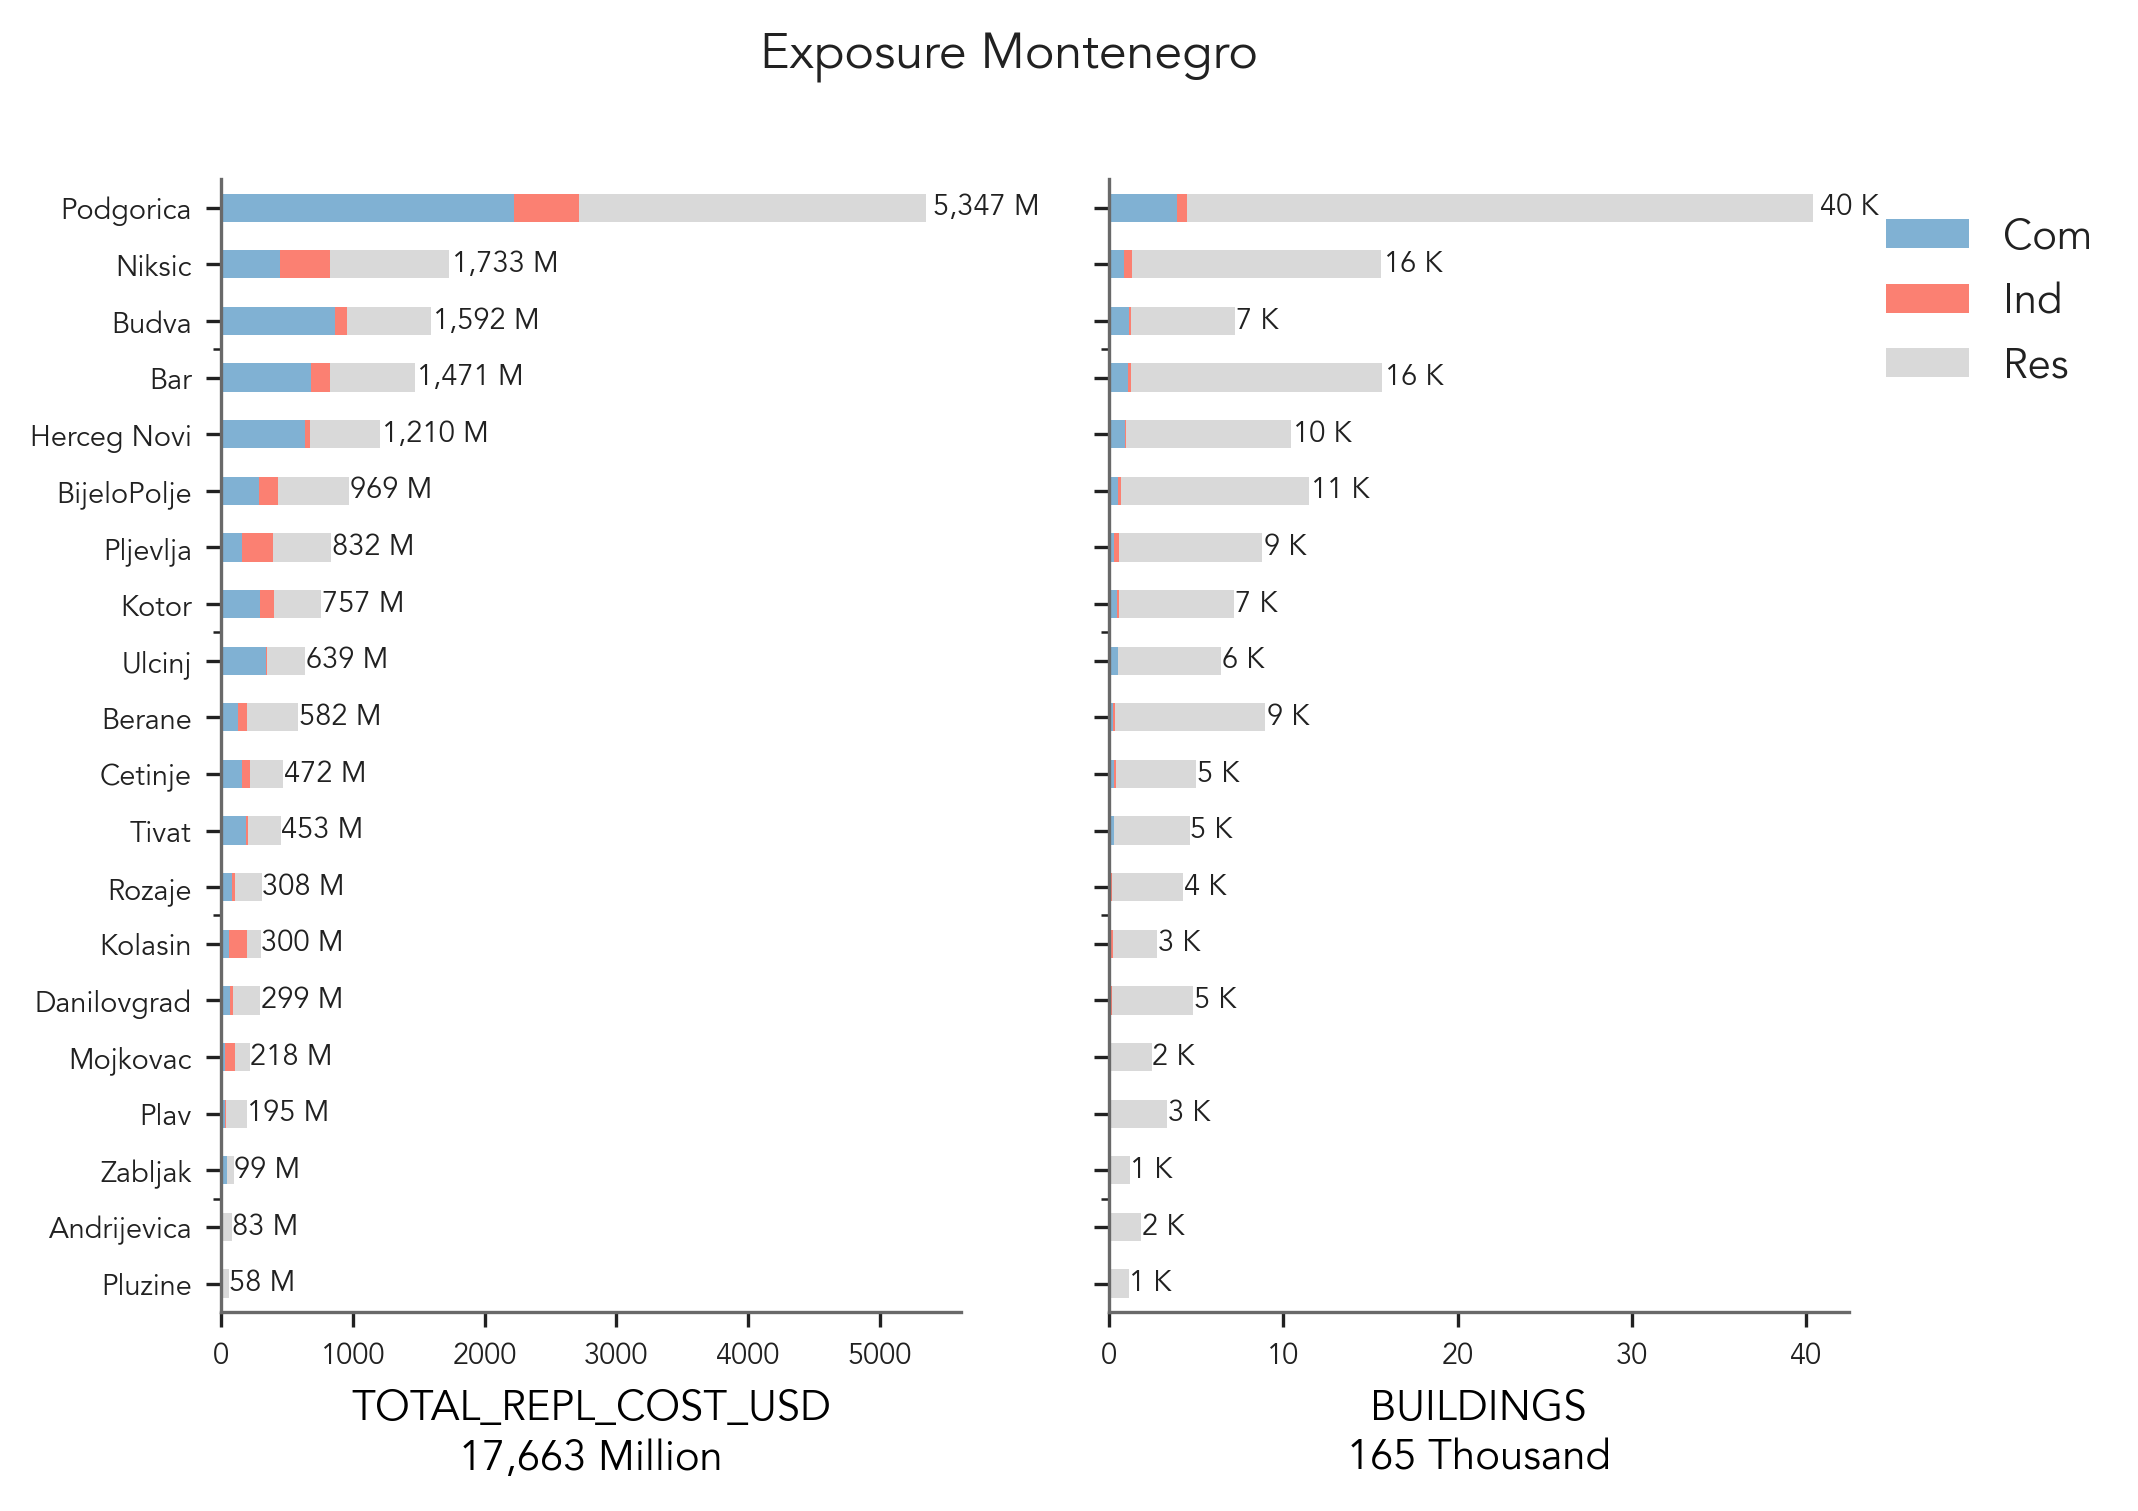 Exposure Montenegro
Podgorica 5,347 M 40 K
Niksic 1,733 M 16 K
Budva 1,592 M 7 K
Bar 1,471 M 16 K
Herceg Novi 1,210 M 10 K
BijeloPolje 969 M 11 K
Pljevlja 832 M 9 K
Kotor 757 M 7 K
Ulcinj 639 M 6 K
Berane 582 M 9 K
Cetinje 472 M 5 K
Tivat 453 M 5 K
Rozaje 308 M 4 K
Kolasin 300 M 3 K
Danilovgrad 299 M 5 K
Mojkovac 218 M 2 K
Plav 195 M 3 K
Zabljak 99 M 1 K
Andrijevica 83 M 2 K
Pluzine 58 M 1 K
0 1000 2000 3000 4000 5000
TOTAL_REPL_COST_USD
17,663 Million
0 10 20 30 40
BUILDINGS
165 Thousand
Com
Ind
Res